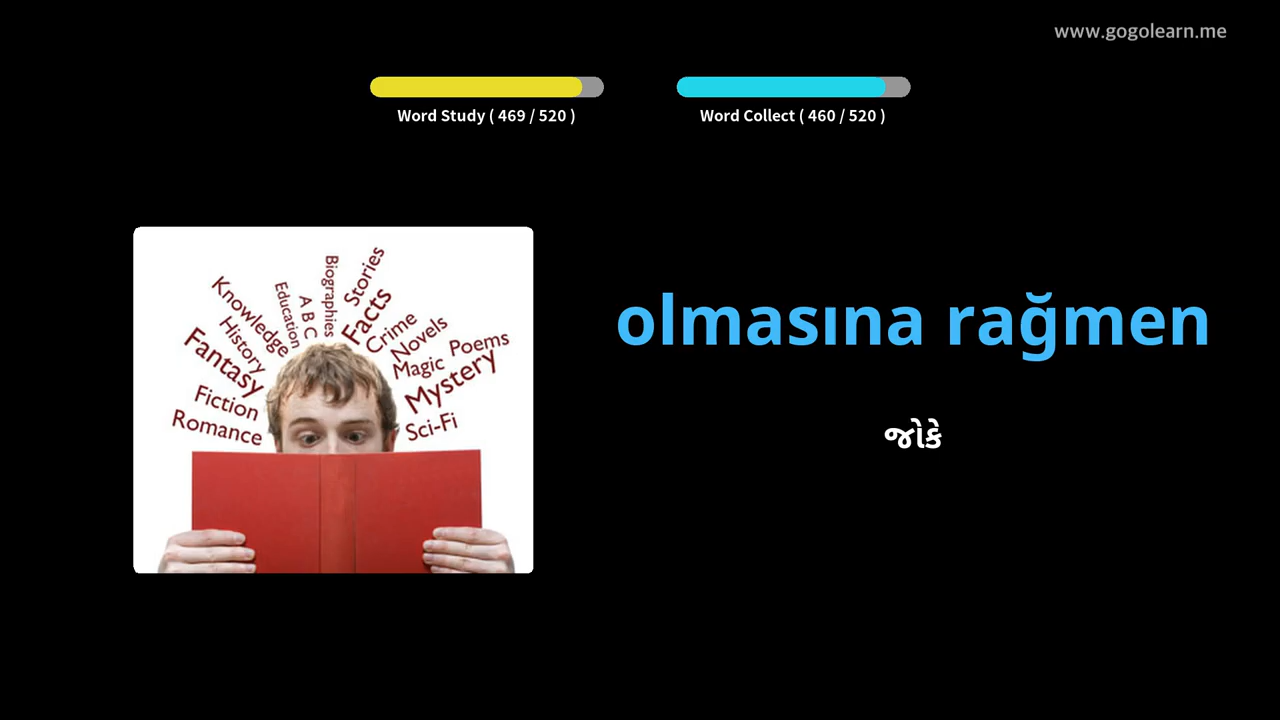 www.gogolearn.me
Word Study ( 469 / 520 )
Word Collect ( 460 / 520 )
Biographies
Stories
Education
A B C
Facts
Knowledge
Crime
History
Novels
Fantasy
Magic
Poems
Fiction
Mystery
Romance
Sci-Fi
olmasına rağmen
જોકે